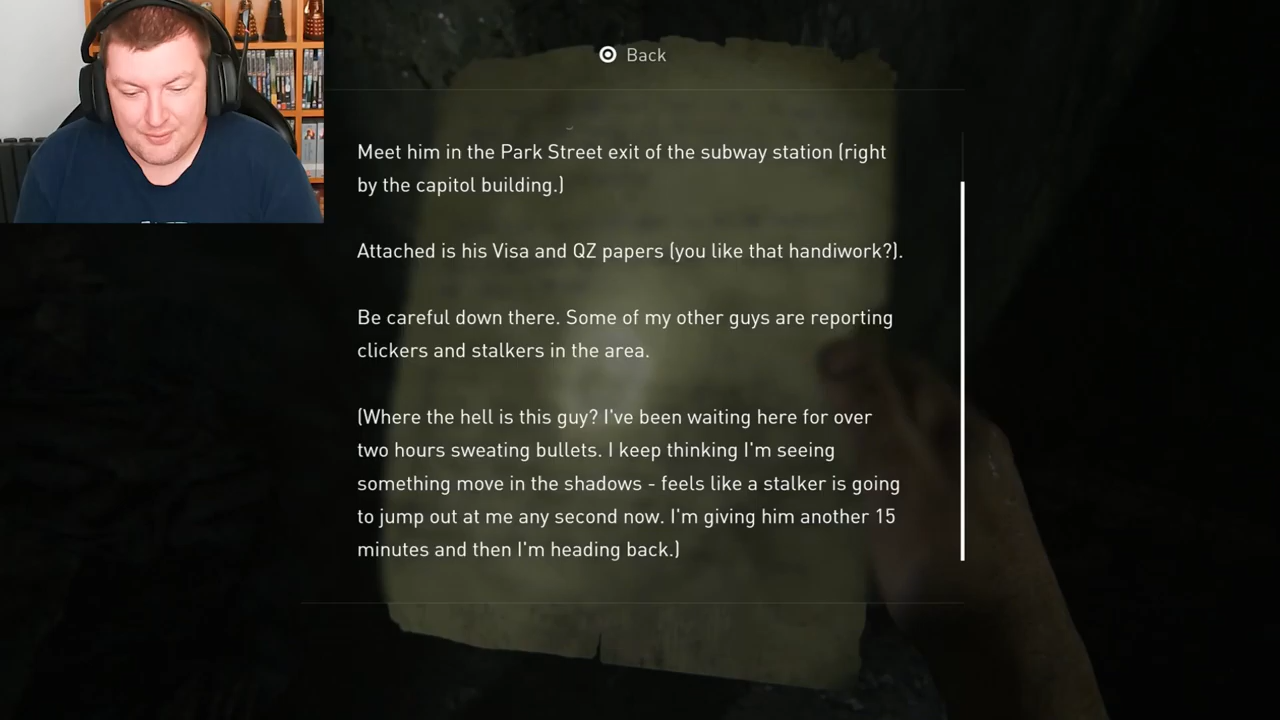 Back
Meet him in the Park Street exit of the subway station (right
by the capitol building.)
Attached is his Visa and QZ papers (you like that handiwork?).
Be careful down there. Some of my other guys are reporting
clickers and stalkers in the area.
(Where the hell is this guy? I've been waiting here for over
two hours sweating bullets. I keep thinking I'm seeing
something move in the shadows - feels like a stalker is going
to jump out at me any second now. I'm giving him another 15
minutes and then I'm heading back.)